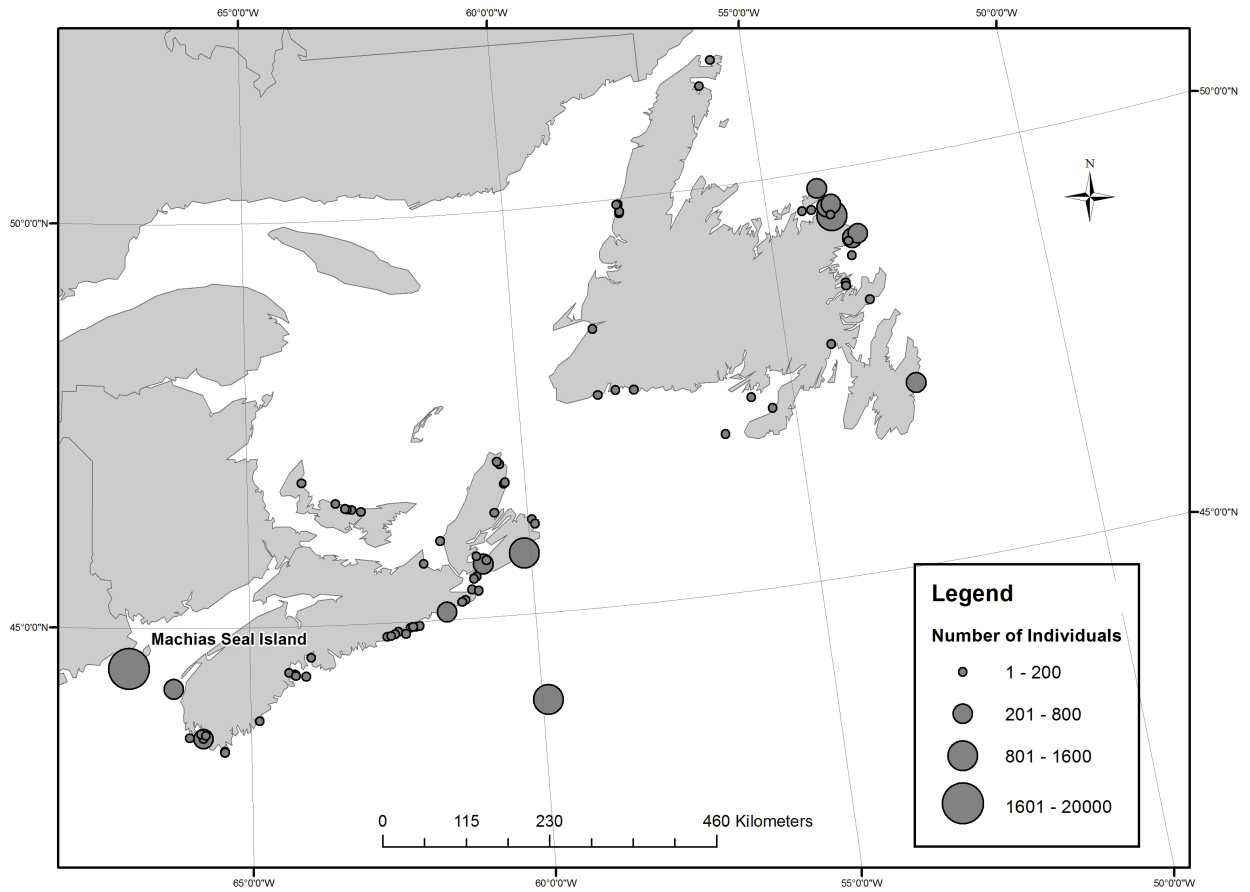 65°0'0"W 60°0'0"W 55°0'0"W 50°0'0"W
50°0'0"N
N
50°0'0"N
45°0'0"N
45°0'0"N
Machias Seal Island
Legend
Number of Individuals
1 - 200
201 - 800
801 - 1600
1601 - 20000
0 115 230 460 Kilometers
65°0'0"W 60°0'0"W 55°0'0"W 50°0'0"W